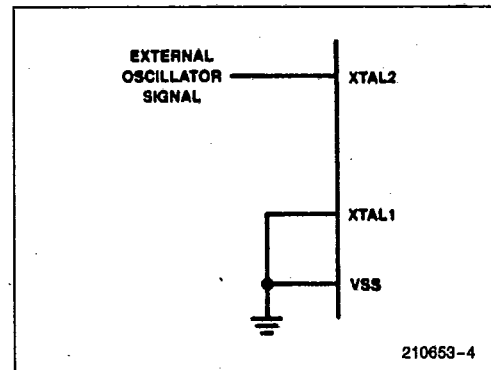 EXTERNAL
OSCILLATOR
SIGNAL
XTAL2
XTAL1
VSS
210653-4